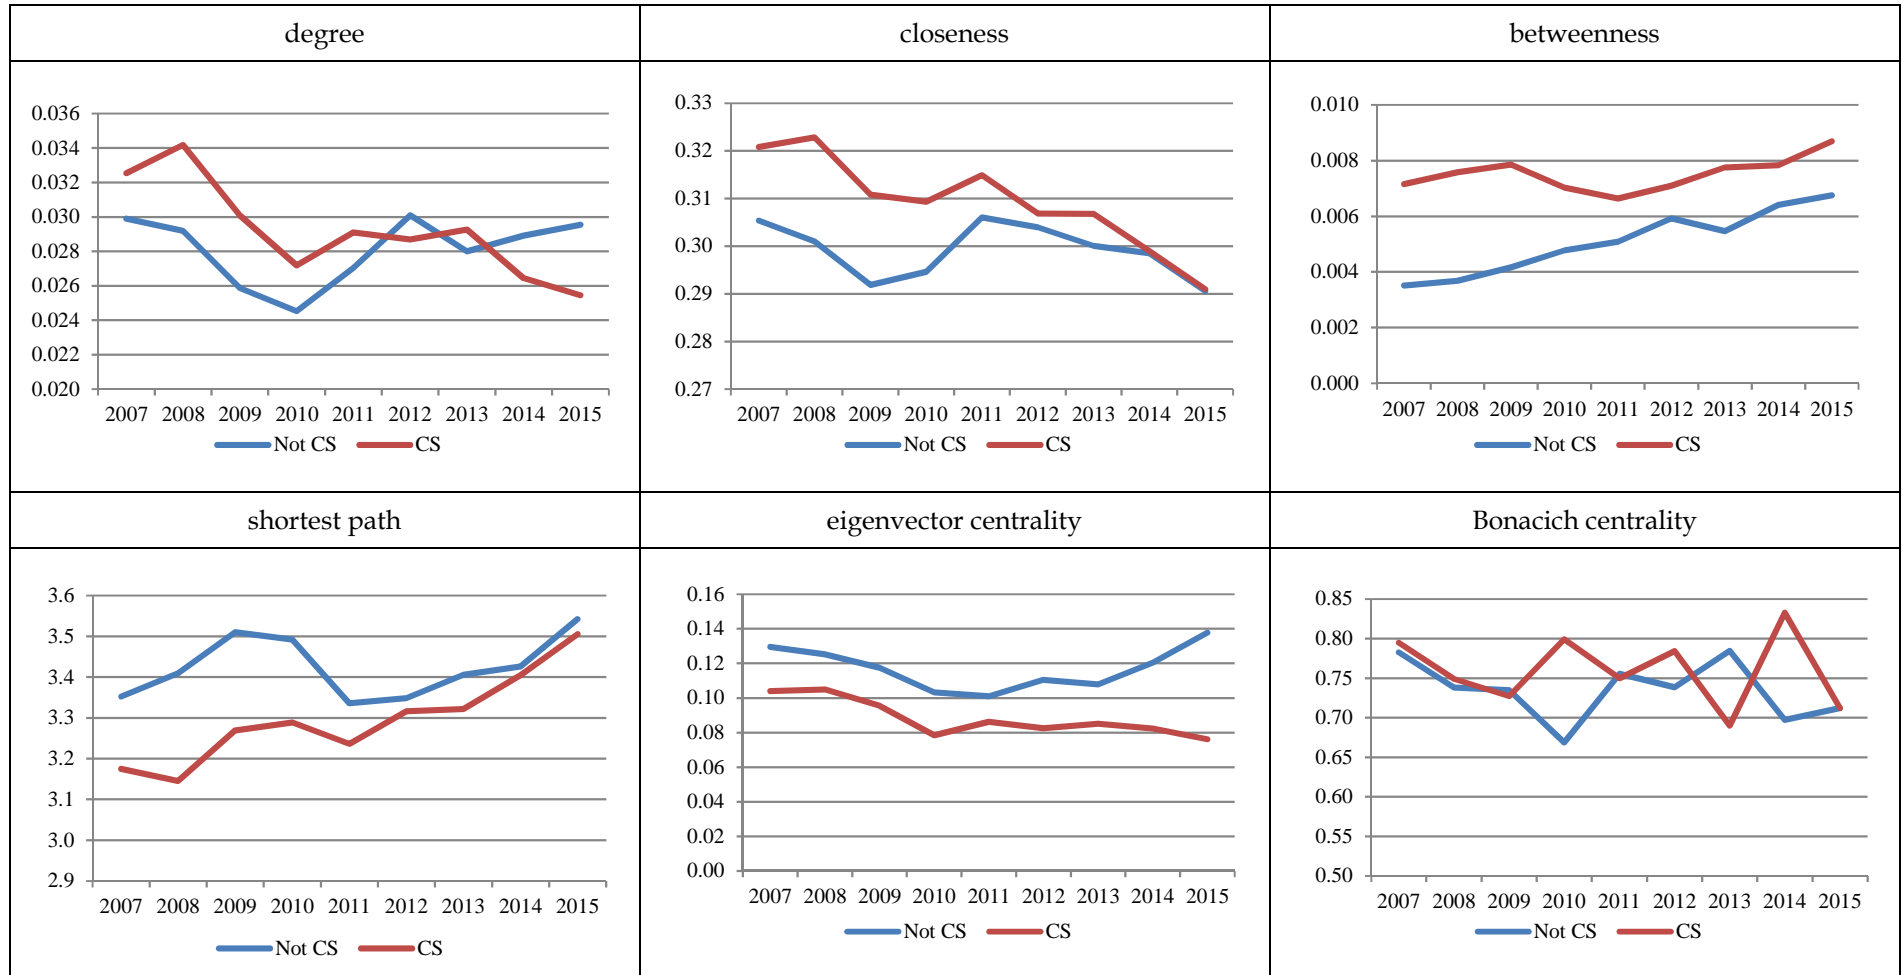 degree
closeness
betweenness
0.036
0.034
0.032
0.030
0.028
0.026
0.024
0.022
0.020
2007 2008 2009 2010 2011 2012 2013 2014 2015
Not CS CS
0.33
0.32
0.31
0.30
0.29
0.28
0.27
2007 2008 2009 2010 2011 2012 2013 2014 2015
Not CS CS
0.010
0.008
0.006
0.004
0.002
0.000
2007 2008 2009 2010 2011 2012 2013 2014 2015
Not CS CS
shortest path
eigenvector centrality
Bonacich centrality
3.6
3.5
3.4
3.3
3.2
3.1
3.0
2.9
2007 2008 2009 2010 2011 2012 2013 2014 2015
Not CS CS
0.16
0.14
0.12
0.10
0.08
0.06
0.04
0.02
0.00
2007 2008 2009 2010 2011 2012 2013 2014 2015
Not CS CS
0.85
0.80
0.75
0.70
0.65
0.60
0.55
0.50
2007 2008 2009 2010 2011 2012 2013 2014 2015
Not CS CS